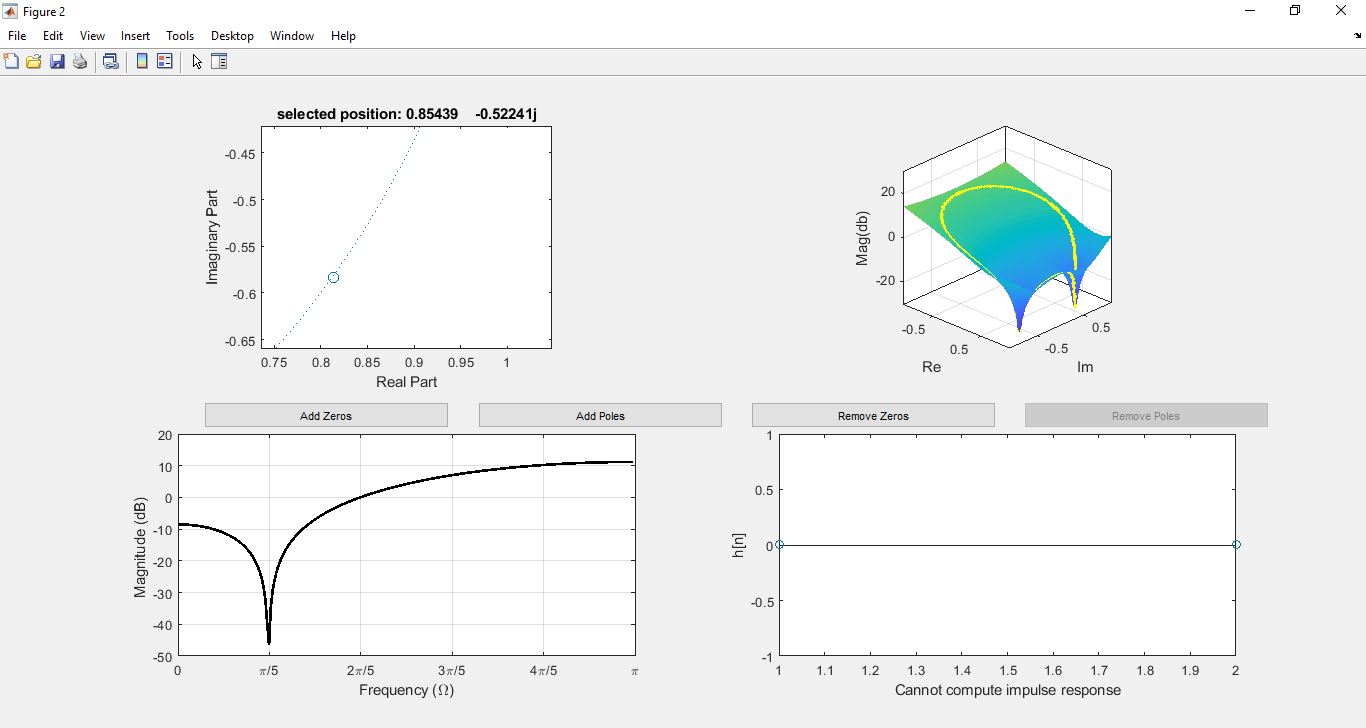 Figure 2
File Edit View Insert Tools Desktop Window Help
selected position: 0.85439 -0.52241j
-0.45
-0.5
-0.55
-0.6
-0.65
Imaginary Part
0.75 0.8 0.85 0.9 0.95 1
Real Part
Mag(db)
20
0
-20
-0.5
0.5
Re
0.5
-0.5
Im
Add Zeros
Add Poles
Remove Zeros
Remove Poles
20
10
0
-10
-20
-30
-40
-50
Magnitude (dB)
0 π/5 2π/5 3π/5 4π/5 π
Frequency (Ω)
1
0.5
0
-0.5
-1
h[n]
1 1.1 1.2 1.3 1.4 1.5 1.6 1.7 1.8 1.9 2
Cannot compute impulse response